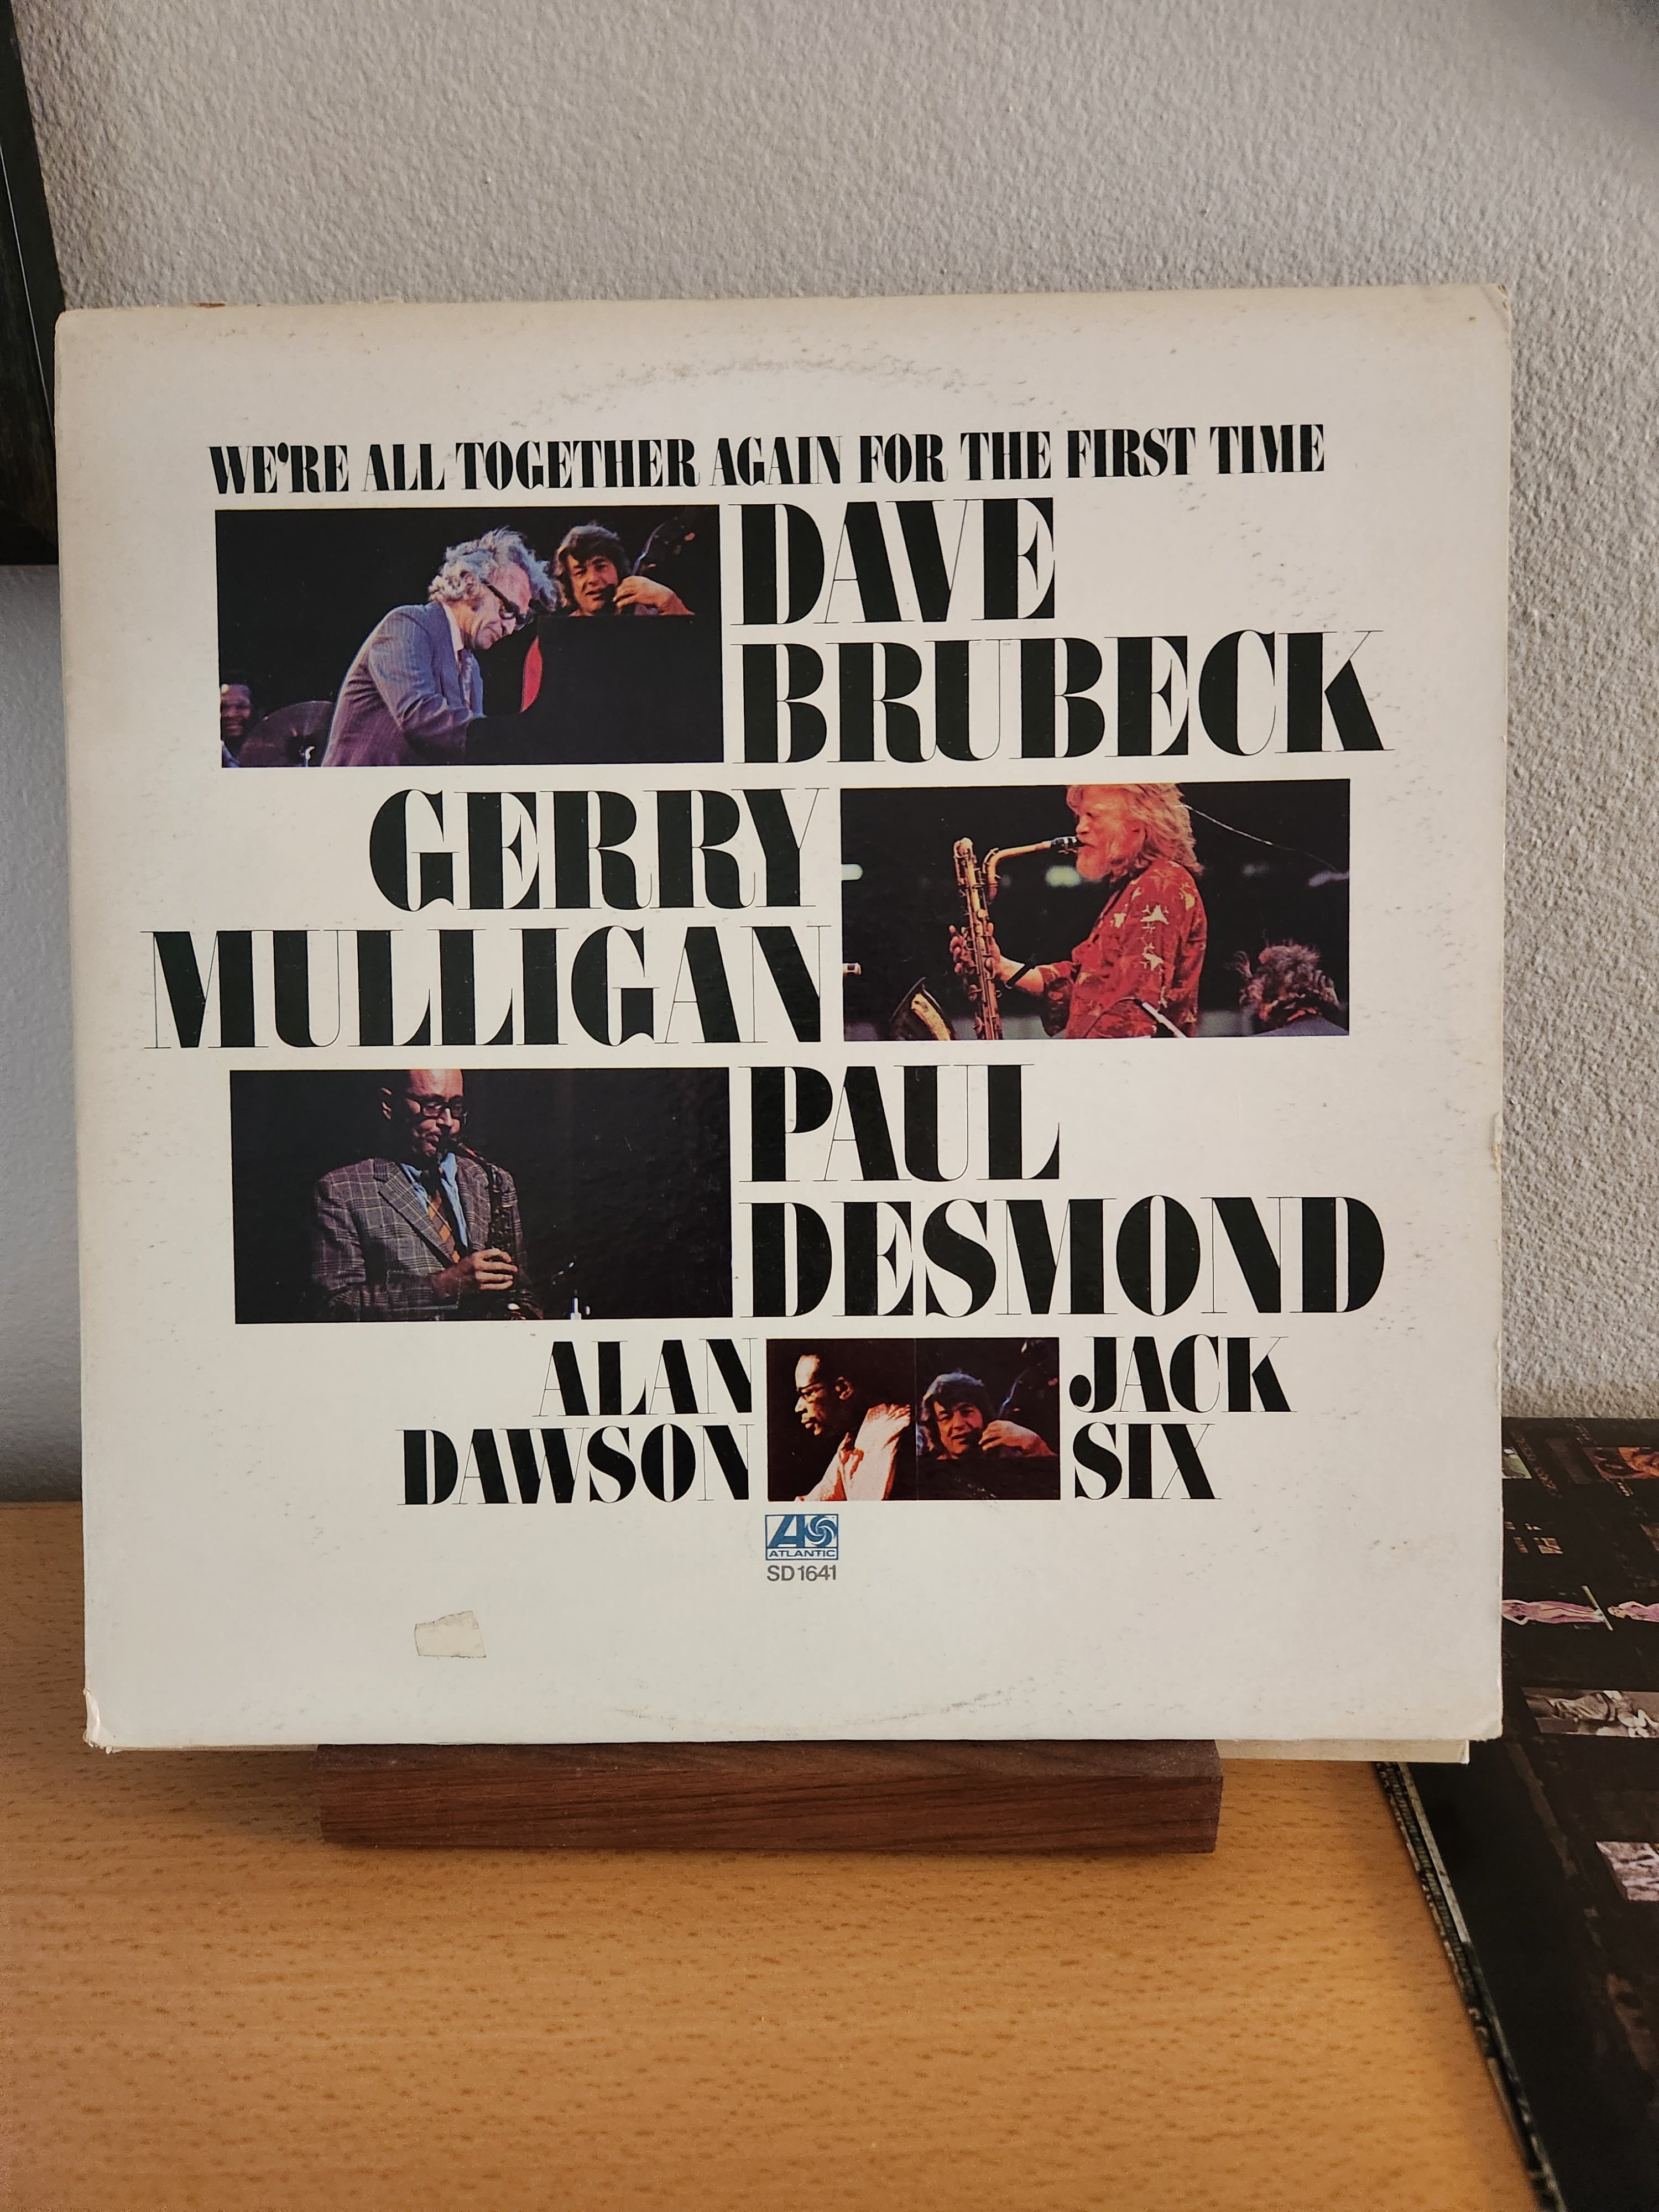 WE'RE ALL TOGETHER AGAIN FOR THE FIRST TIME
DAVE
BRUBECK
GERRY
MULLIGAN
PAUL
DESMOND
ALAN
DAWSON
JACK
SIX
ATLANTIC
SD 1641